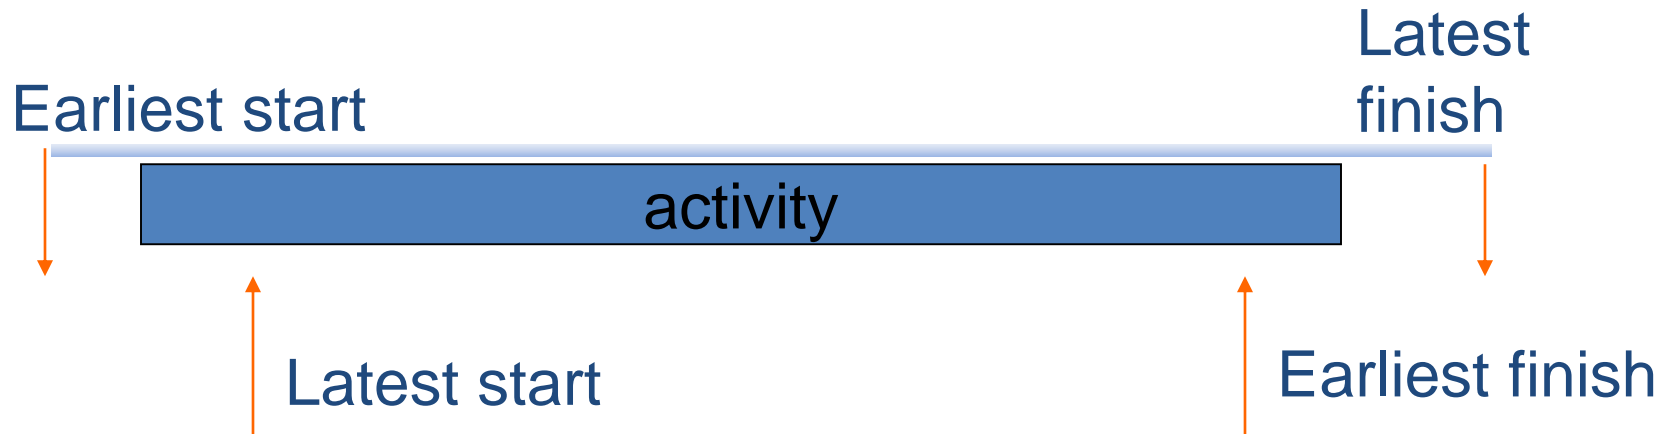 Earliest start
Latest
finish
activity
Latest start
Earliest finish